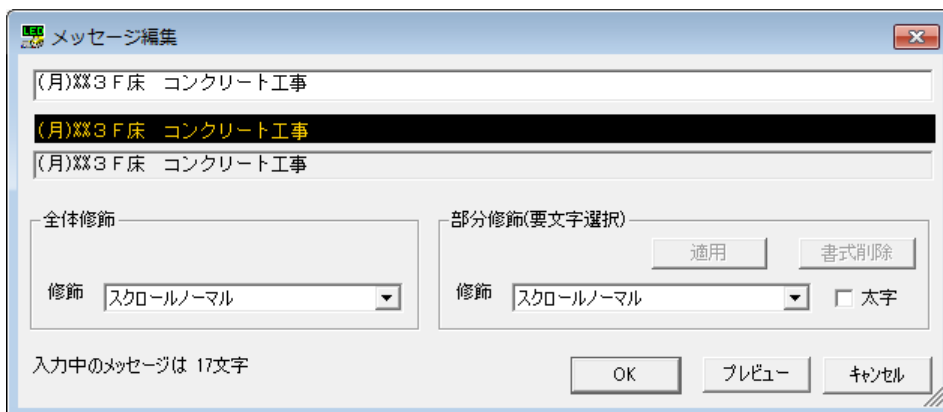 LED
メッセージ編集
(月)%%3F床　コンクリート工事
(月)%%3F床　コンクリート工事
(月)%%3F床　コンクリート工事
全体修飾
部分修飾(要文字選択)
適用 書式削除
修飾 スクロールノーマル 修飾 スクロールノーマル 太字
入力中のメッセージは 17文字
OK プレビュー キャンセル